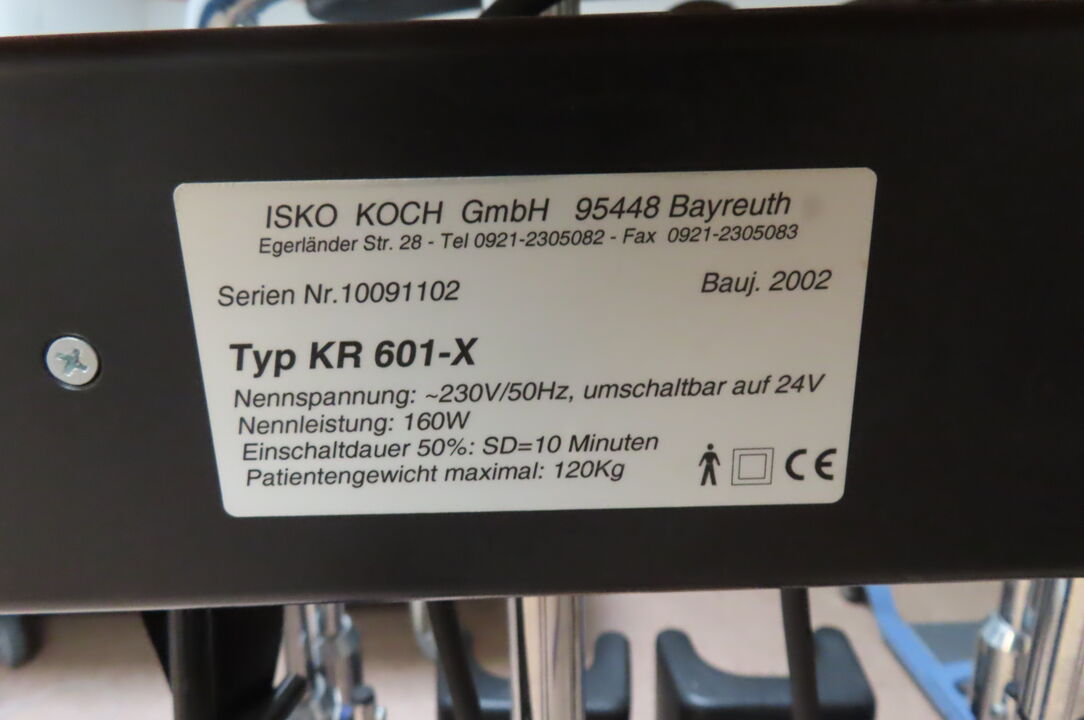 ISKO KOCH GmbH 95448 Bayreuth
Egerländer Str. 28 - Tel 0921-2305082 - Fax 0921-2305083
Serien Nr.10091102 Bauj. 2002
Typ KR 601-X
Nennspannung: ~230V/50Hz, umschaltbar auf 24V
Nennleistung: 160W
Einschaltdauer 50%: SD=10 Minuten
Patientengewicht maximal: 120Kg
CE